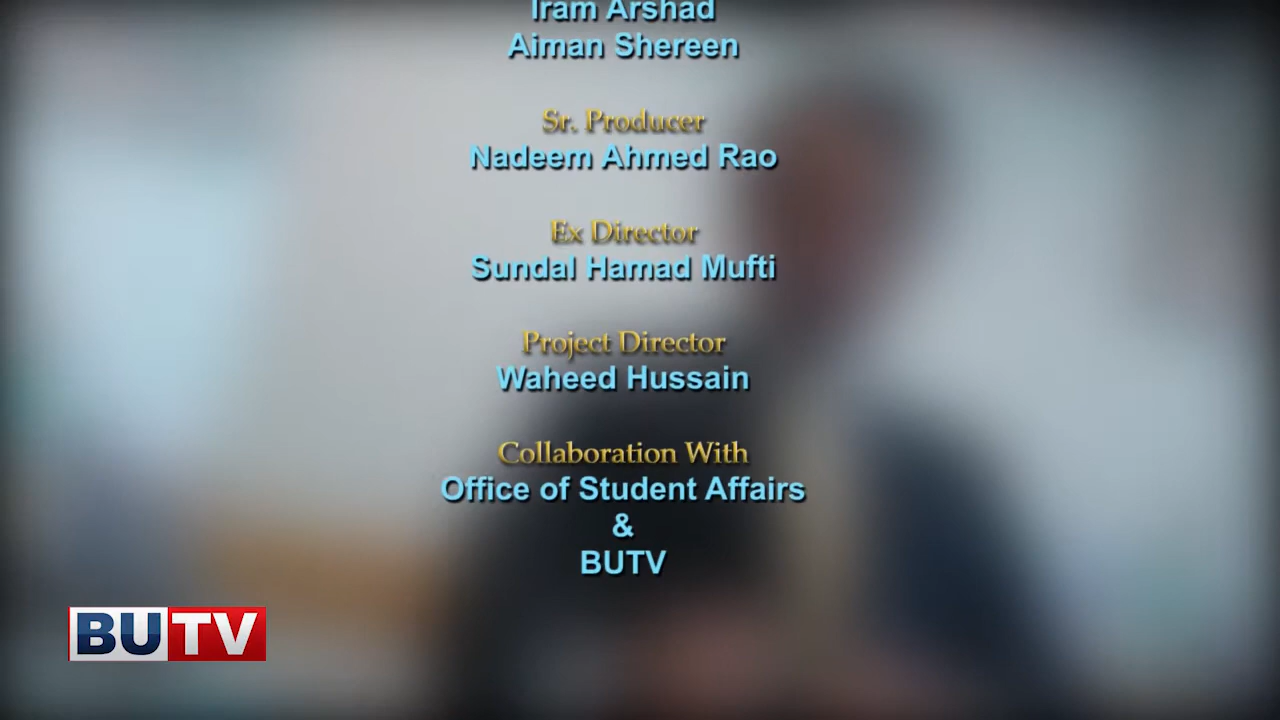 Iram Arshad
Aiman Shereen
Sr. Producer
Nadeem Ahmed Rao
Ex Director
Sundal Hamad Mufti
Project Director
Waheed Hussain
Collaboration With
Office of Student Affairs
&
BUTV
BUTV